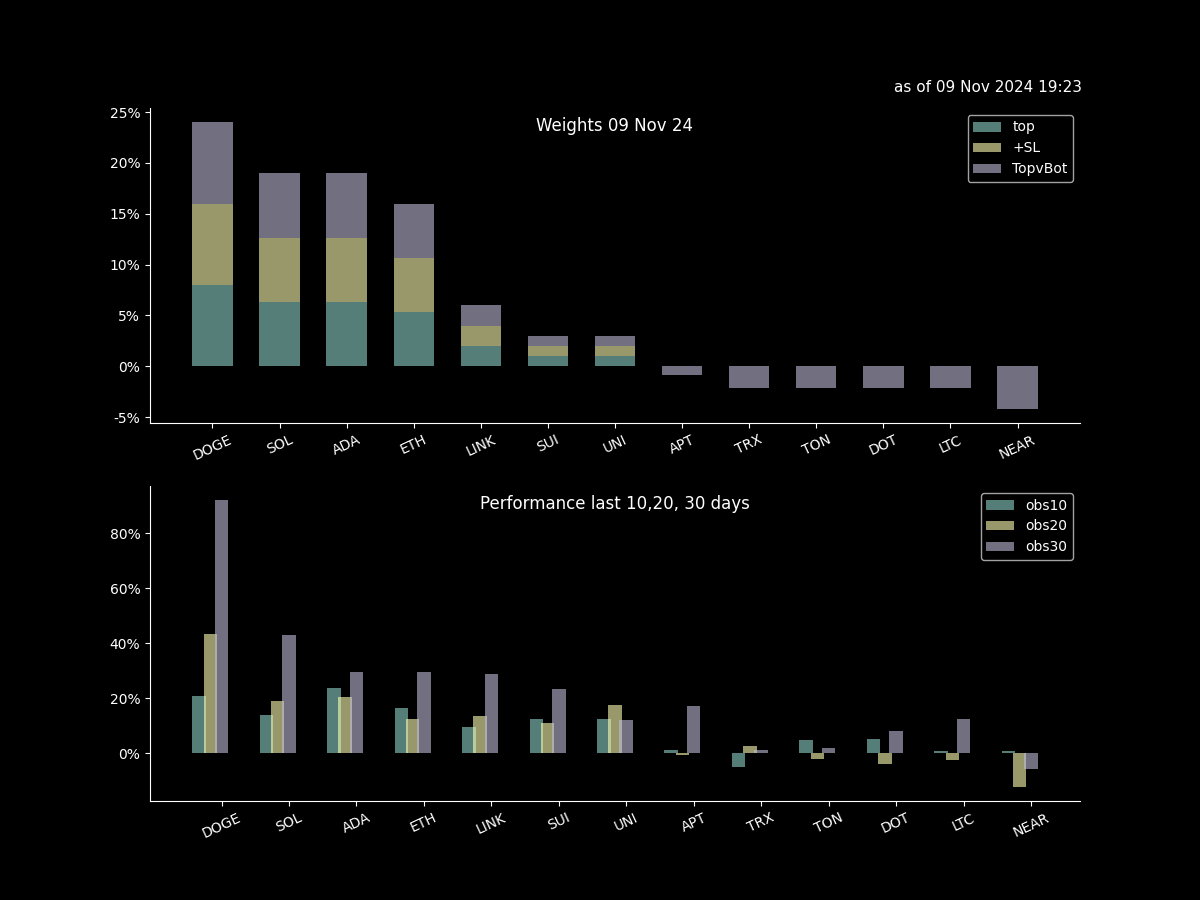 as of 09 Nov 2024 19:23
Weights 09 Nov 24
top
+SL
TopvBot
25%
20%
15%
10%
5%
0%
-5%
DOGE SOL ADA ETH LINK SUI UNI APT TRX TON DOT LTC NEAR
Performance last 10,20, 30 days
obs10
obs20
obs30
80%
60%
40%
20%
0%
DOGE SOL ADA ETH LINK SUI UNI APT TRX TON DOT LTC NEAR